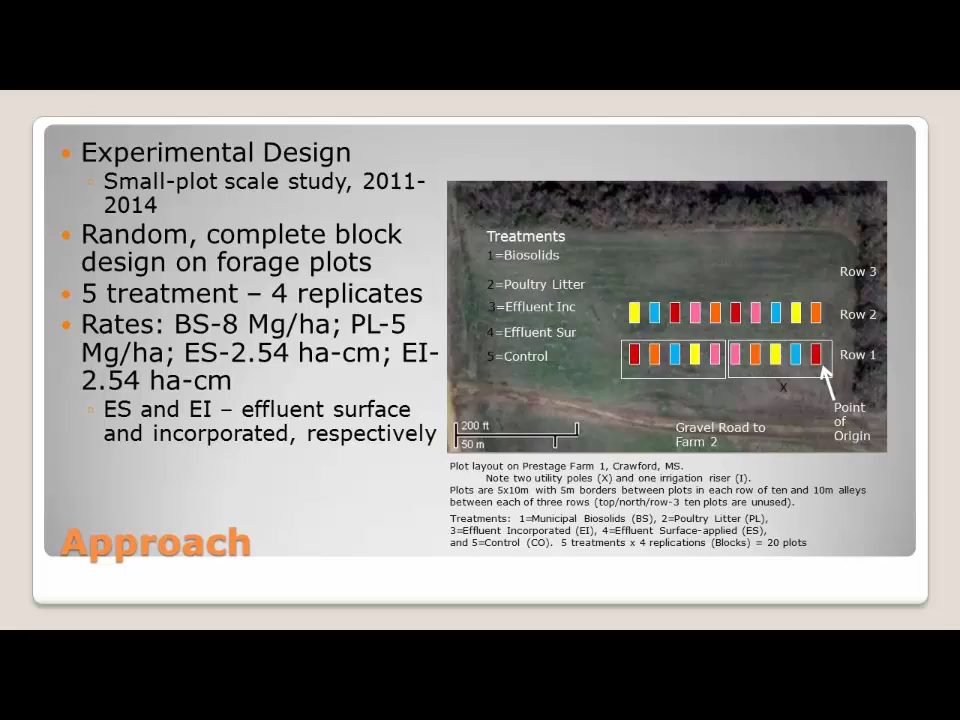 Experimental Design
Small-plot scale study, 2011-
2014
Random, complete block
design on forage plots
5 treatment – 4 replicates
Rates: BS-8 Mg/ha; PL-5
Mg/ha; ES-2.54 ha-cm; EI-
2.54 ha-cm
ES and EI – effluent surface
and incorporated, respectively
Approach
Treatments
1=Biosolids
2=Poultry Litter
3=Effluent Inc
4=Effluent Sur
5=Control
Row 3
Row 2
Row 1
X
Point
of
Origin
Gravel Road to
Farm 2
200 ft
50 m
Plot layout on Prestage Farm 1, Crawford, MS.
Note two utility poles (X) and one irrigation riser (I).
Plots are 5x10m with 5m borders between plots in each row of ten and 10m alleys
between each of three rows (top/north/row-3 ten plots are unused).
Treatments: 1=Municipal Biosolids (BS), 2=Poultry Litter (PL),
3=Effluent Incorporated (EI), 4=Effluent Surface-applied (ES),
and 5=Control (CO). 5 treatments x 4 replications (Blocks) = 20 plots